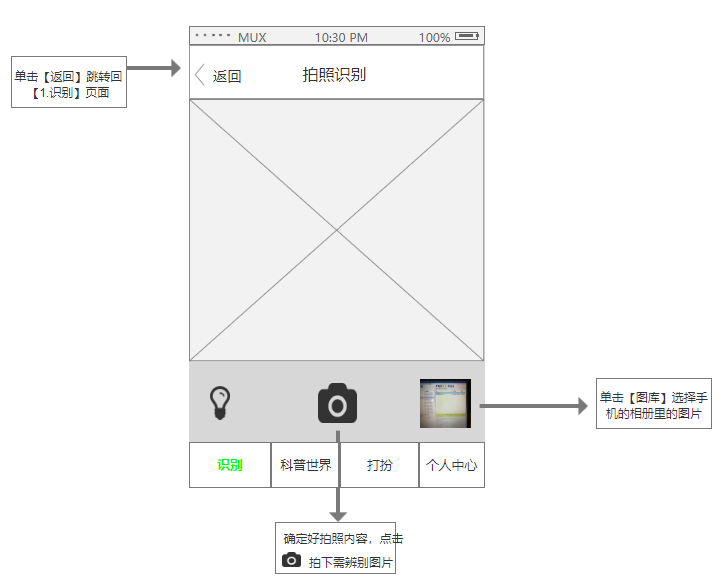 MUX 10:30 PM 100%
单击【返回】跳转回
【1.识别】页面
返回 拍照识别
单击【图库】选择手
机的相册里的图片
识别 科普世界 打扮 个人中心
确定好拍照内容，点击
拍下需辨别图片